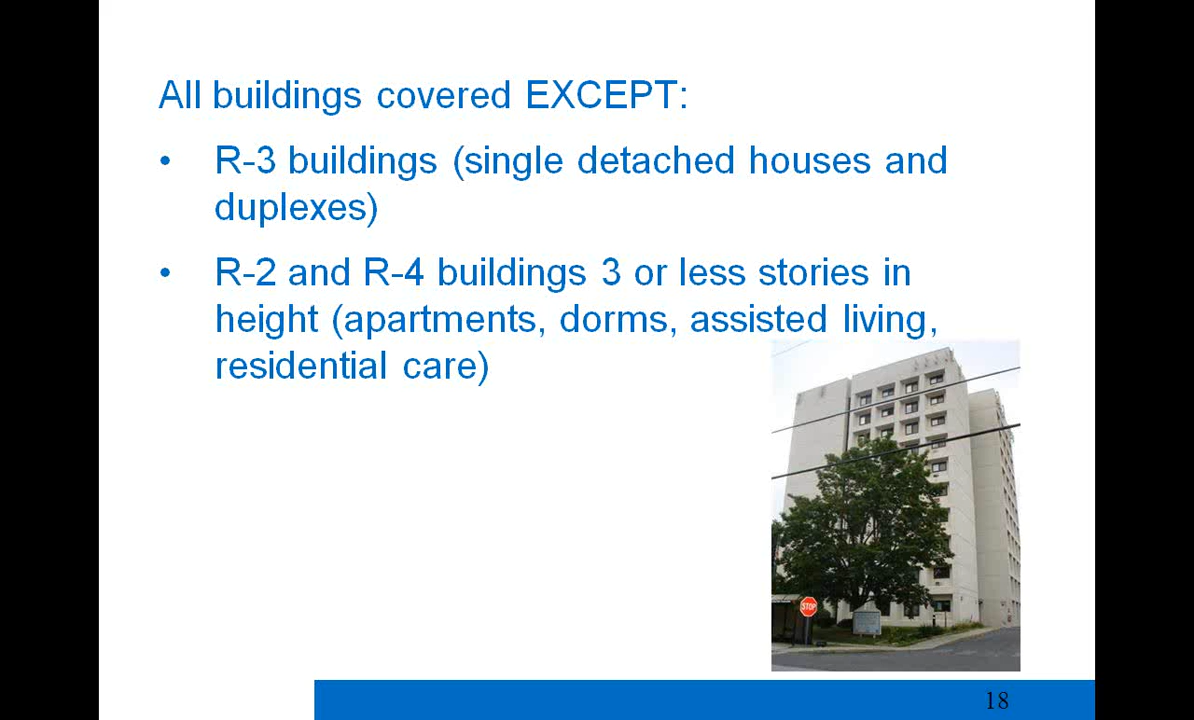 All buildings covered EXCEPT:
• R-3 buildings (single detached houses and
duplexes)
• R-2 and R-4 buildings 3 or less stories in
height (apartments, dorms, assisted living,
residential care)
STOP
18